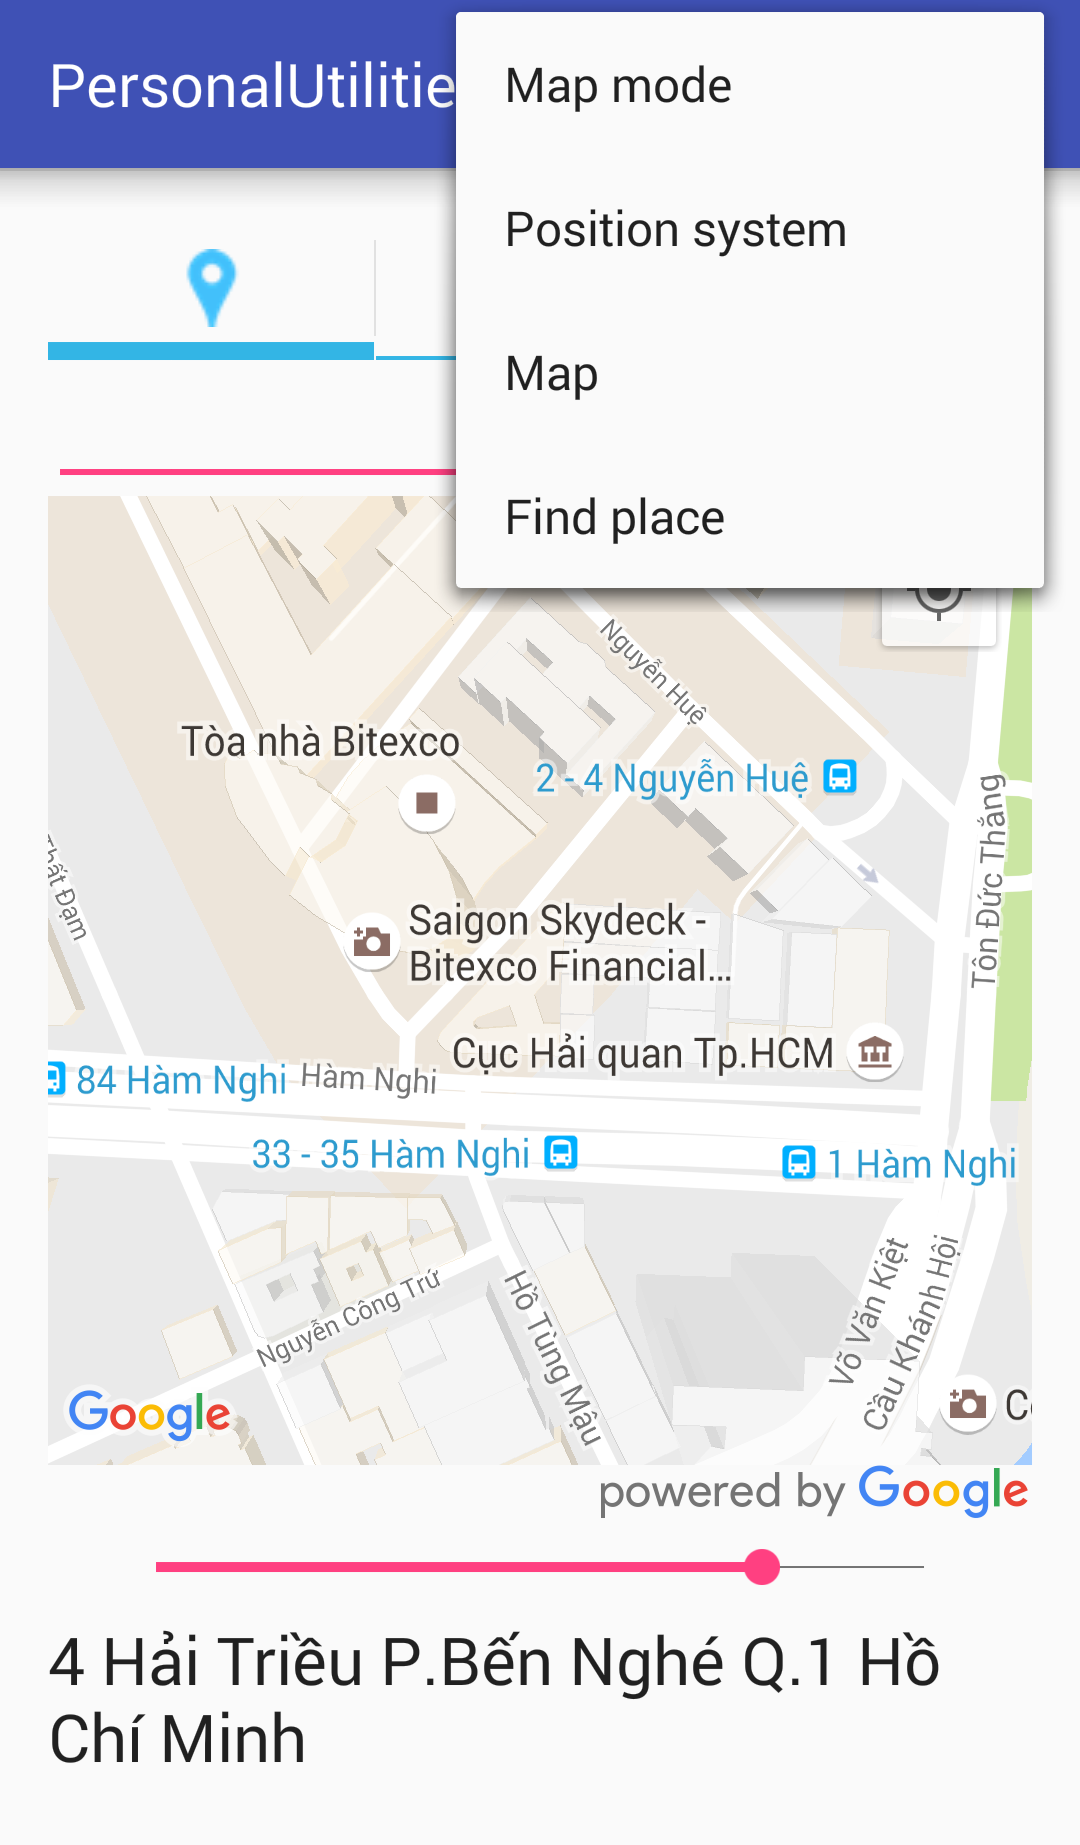 PersonalUtilitie
Map mode
Position system
Map
Find place
Nguyễn Huệ
Tòa nhà Bitexco
2 - 4 Nguyễn Huệ
Tôn Đức Thắng
Thất Đạm
Saigon Skydeck -
Bitexco Financial...
Cục Hải quan Tp.HCM
84 Hàm Nghi
Hàm Nghi
33 - 35 Hàm Nghi
1 Hàm Nghi
Nguyễn Công Trứ
Hồ Tùng Mậu
Võ Văn Kiệt
Cầu Khánh Hội
Google
powered by Google
4 Hải Triều P.Bến Nghé Q.1 Hồ
Chí Minh